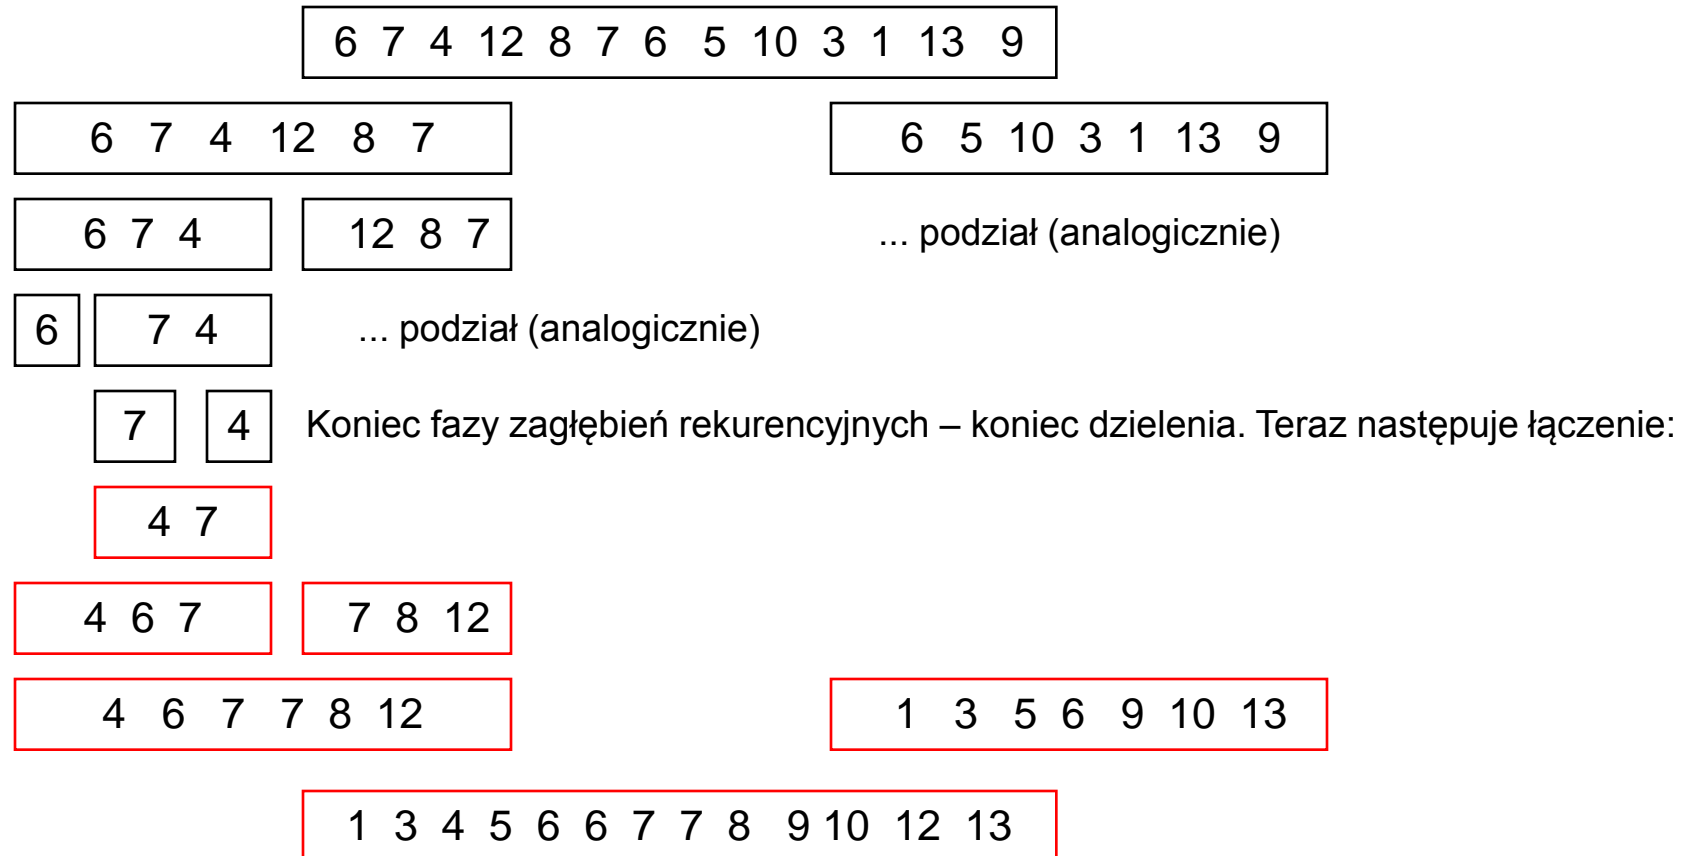 6 7 4 12 8 7 6 5 10 3 1 13 9
6 7 4 12 8 7
6 5 10 3 1 13 9
6 7 4
12 8 7
... podział (analogicznie)
6
7 4
... podział (analogicznie)
7
4
Koniec fazy zagłębień rekurencyjnych – koniec dzielenia. Teraz następuje łączenie:
4 7
4 6 7
7 8 12
4 6 7 7 8 12
1 3 5 6 9 10 13
1 3 4 5 6 6 7 7 8 9 10 12 13